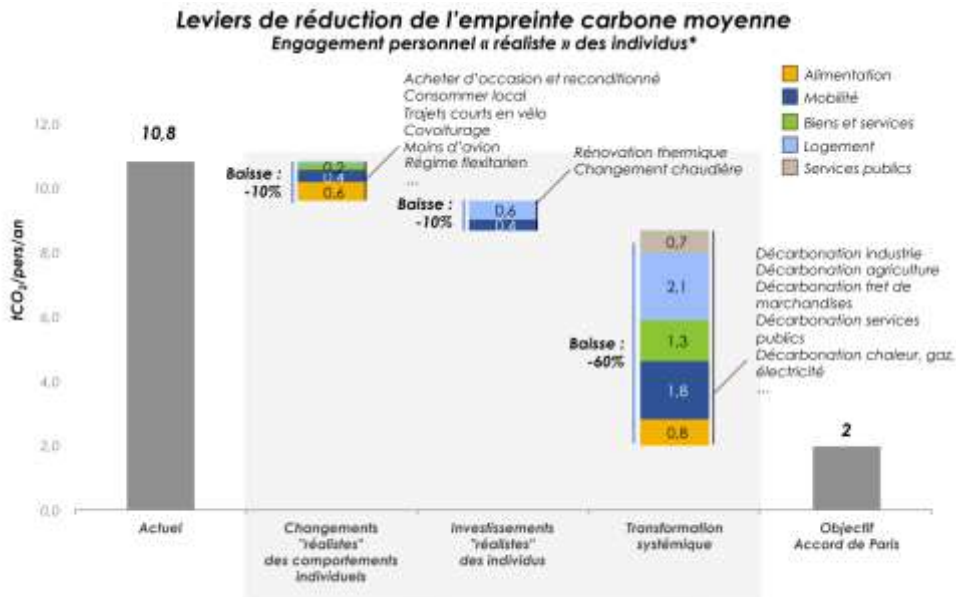 Leviers de réduction de l'empreinte carbone moyenne
Engagement personnel « réaliste » des individus*
Alimentation
Mobilité
Biens et services
Logement
Services publics
Acheter d'occasion et reconditionné
Consommer local
Trajets courts en vélo
Covoiturage
Moins d'avion
Régime flexitarien
...
Rénovation thermique
Changement chaudière
Décarbonation industrie
Décarbonation agriculture
Décarbonation fret de
marchandises
Décarbonation services
publics
Décarbonation chaleur, gaz,
électricité
...
tCO2/pers/an
12,0
10,0
8,0
6,0
4,0
2,0
0,0
10,8
Baisse :
-10%
0,2
0,4
0,6
Baisse :
-10%
0,6
0,4
Baisse :
-60%
0,7
2,1
1,3
1,8
0,8
2
Actuel
Changements
"réalistes"
des comportements
individuels
Investissements
"réalistes"
des individus
Transformation
systémique
Objectif
Accord de Paris